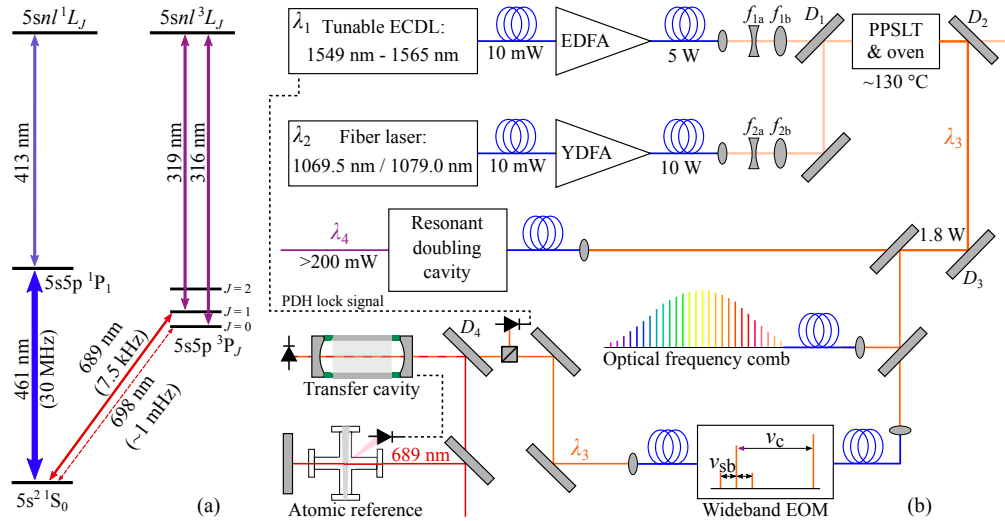 5snl ¹L_J
5snl ³L_J
413 nm
319 nm
316 nm
5s5p ¹P₁
J = 2
J = 1
J = 0
5s5p ³P_J
461 nm
(30 MHz)
689 nm
(7.5 kHz)
698 nm
(~1 mHz)
5s² ¹S₀
(a)
λ₁ Tunable ECDL:
1549 nm - 1565 nm
10 mW
EDFA
5 W
f₁ₐ f₁b
D₁
PPSLT
& oven
~130 °C
D₂
λ₂ Fiber laser:
1069.5 nm / 1079.0 nm
10 mW
YDFA
10 W
f₂ₐ f₂b
λ₃
λ₄
>200 mW
Resonant
doubling
cavity
1.8 W
D₃
PDH lock signal
D₄
Transfer cavity
Optical frequency comb
689 nm
Atomic reference
λ₃
ν_sb
ν_c
Wideband EOM
(b)